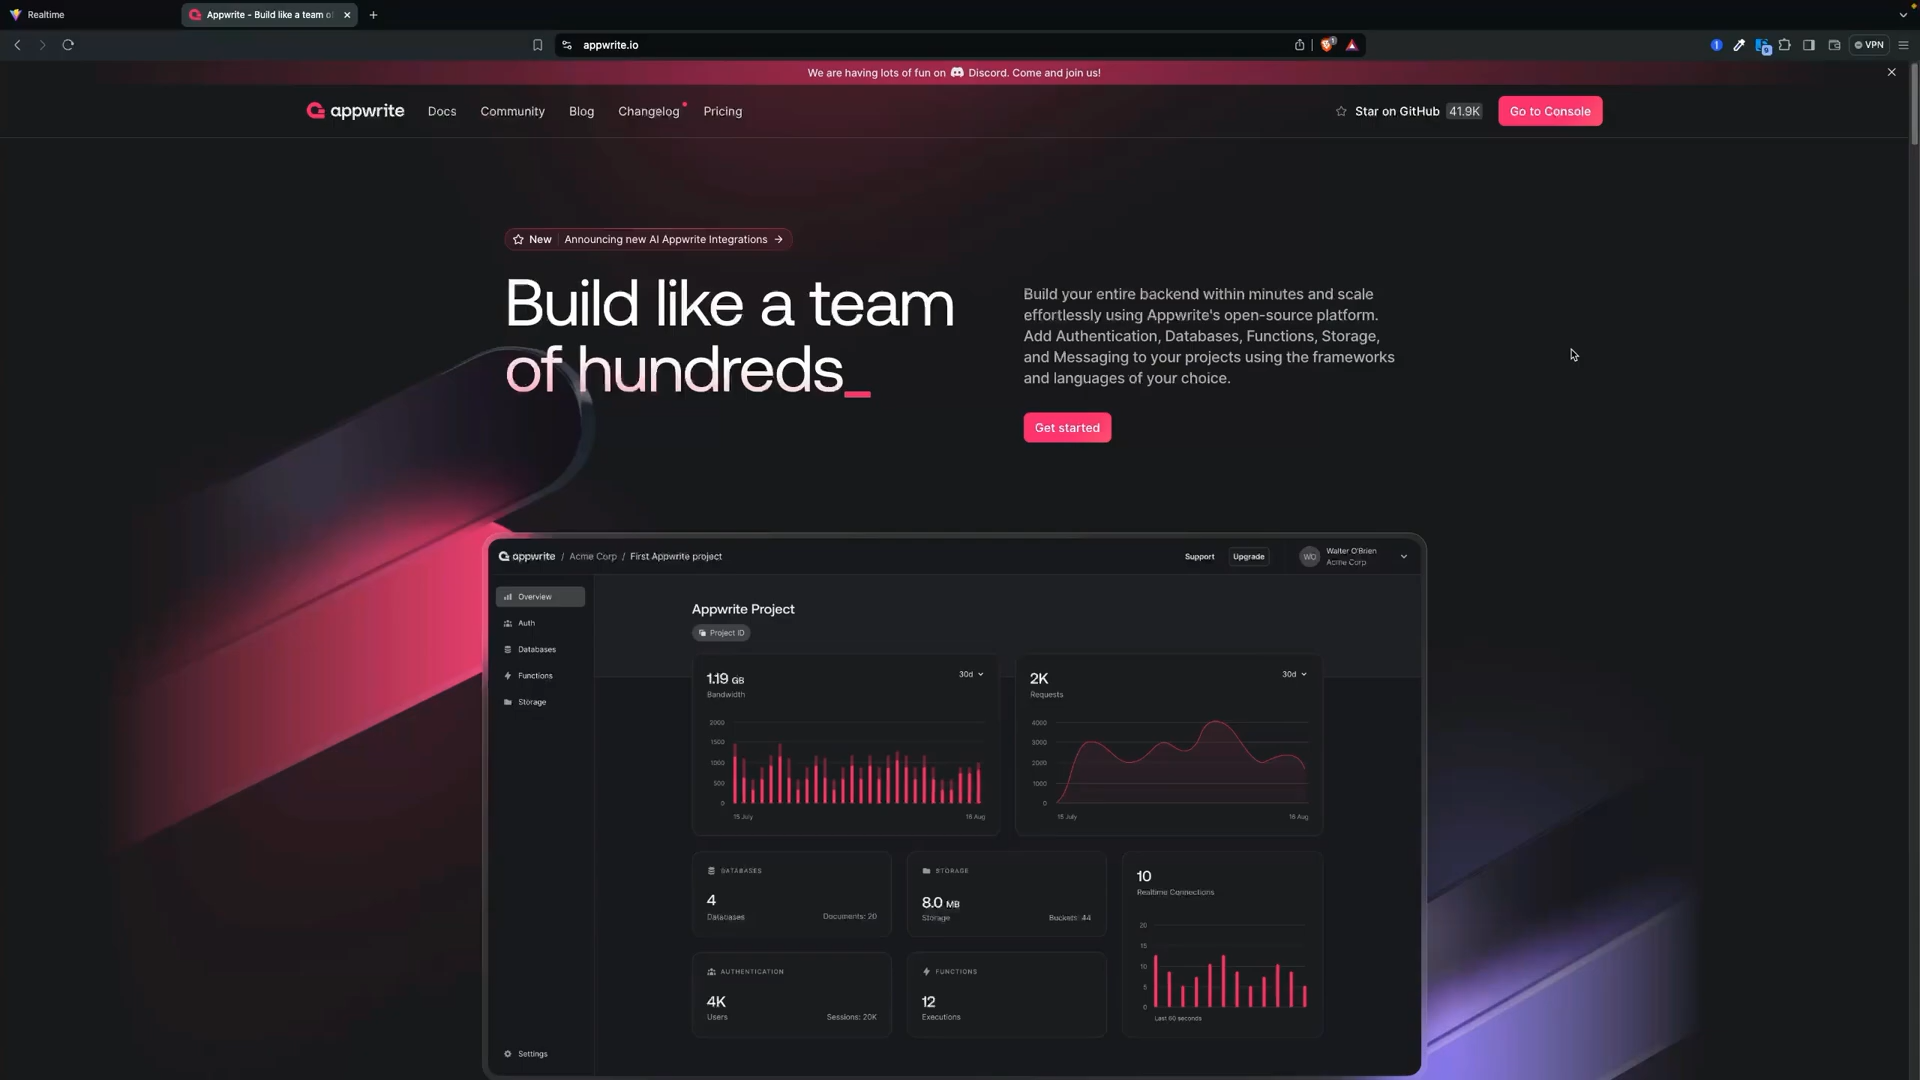 Realtime
Appwrite - Build like a team o
appwrite.io
VPN
We are having lots of fun on Discord. Come and join us!
appwrite
Docs
Community
Blog
Changelog
Pricing
Star on GitHub 41.9K
Go to Console
New Announcing new AI Appwrite Integrations →
Build like a team
of hundreds_
Build your entire backend within minutes and scale
effortlessly using Appwrite's open-source platform.
Add Authentication, Databases, Functions, Storage,
and Messaging to your projects using the frameworks
and languages of your choice.
Get started
appwrite / Acme Corp / First Appwrite project
Support
Upgrade
WO
Walter O'Brien
Acme Corp
Overview
Auth
Databases
Functions
Storage
Settings
Appwrite Project
Project ID
1.19 GB
Bandwidth
30d
2000
1500
1000
500
0
15 July
16 Aug
2K
Requests
30d
4000
3000
2000
1000
0
15 July
16 Aug
DATABASES
4
Databases
Documents: 20
STORAGE
8.0 MB
Storage
Buckets: 44
10
Realtime Connections
20
15
10
5
0
Last 60 seconds
AUTHENTICATION
4K
Users
Sessions: 20K
FUNCTIONS
12
Executions